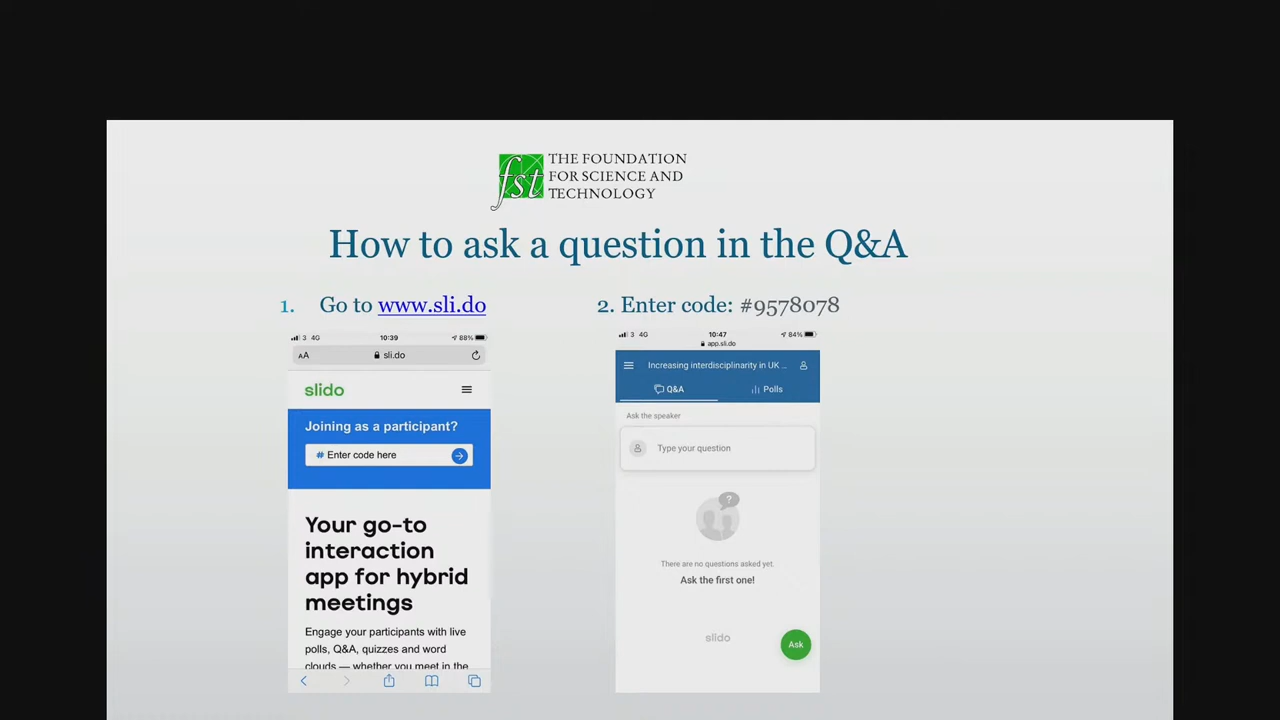 fst
THE FOUNDATION
FOR SCIENCE AND
TECHNOLOGY
How to ask a question in the Q&A
1. Go to www.sli.do
3 4G 10:39 88%
AA sli.do
slido
Joining as a participant?
# Enter code here
Your go-to
interaction
app for hybrid
meetings
Engage your participants with live
polls, Q&A, quizzes and word
clouds — whether you meet in the
2. Enter code: #9578078
3 4G 10:47 84%
app.sli.do
Increasing interdisciplinarity in UK ...
Q&A Polls
Ask the speaker
Type your question
?
There are no questions asked yet.
Ask the first one!
slido
Ask